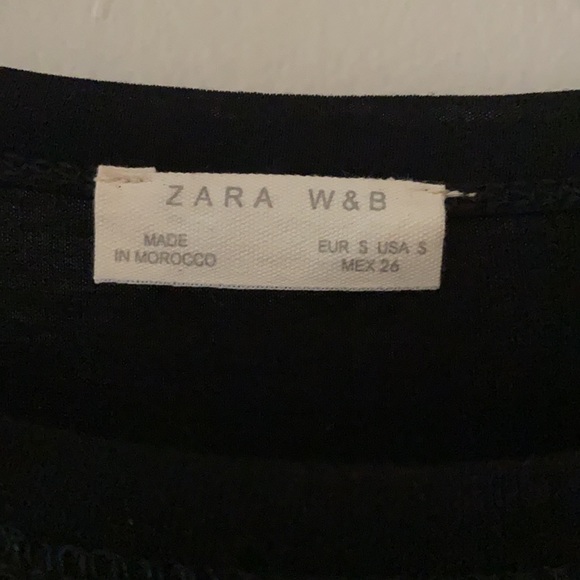 ZARA W&B
MADE
IN MOROCCO
EUR S USA S
MEX 26